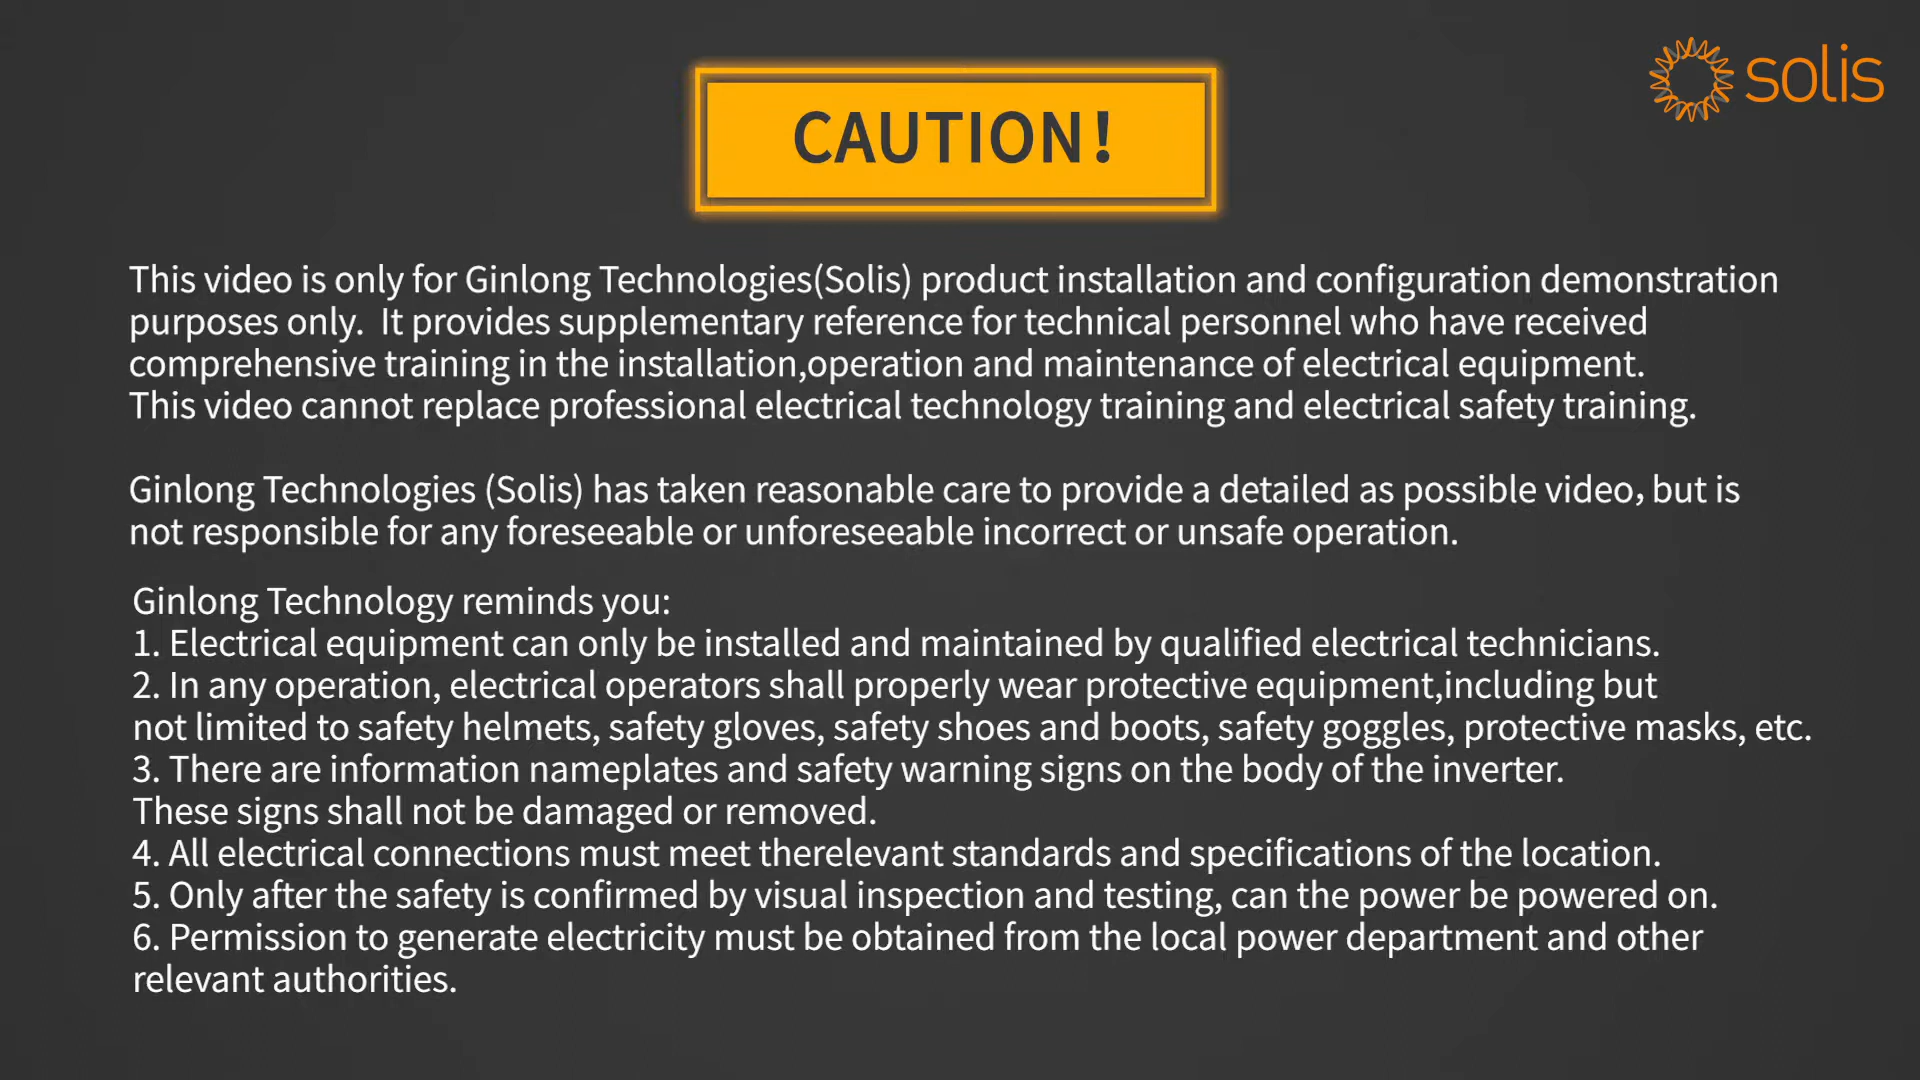 solis
CAUTION!
This video is only for Ginlong Technologies(Solis) product installation and configuration demonstration
purposes only.  It provides supplementary reference for technical personnel who have received
comprehensive training in the installation,operation and maintenance of electrical equipment.
This video cannot replace professional electrical technology training and electrical safety training.
Ginlong Technologies (Solis) has taken reasonable care to provide a detailed as possible video, but is
not responsible for any foreseeable or unforeseeable incorrect or unsafe operation.
Ginlong Technology reminds you:
1. Electrical equipment can only be installed and maintained by qualified electrical technicians.
2. In any operation, electrical operators shall properly wear protective equipment,including but
not limited to safety helmets, safety gloves, safety shoes and boots, safety goggles, protective masks, etc.
3. There are information nameplates and safety warning signs on the body of the inverter.
These signs shall not be damaged or removed.
4. All electrical connections must meet therelevant standards and specifications of the location.
5. Only after the safety is confirmed by visual inspection and testing, can the power be powered on.
6. Permission to generate electricity must be obtained from the local power department and other
relevant authorities.